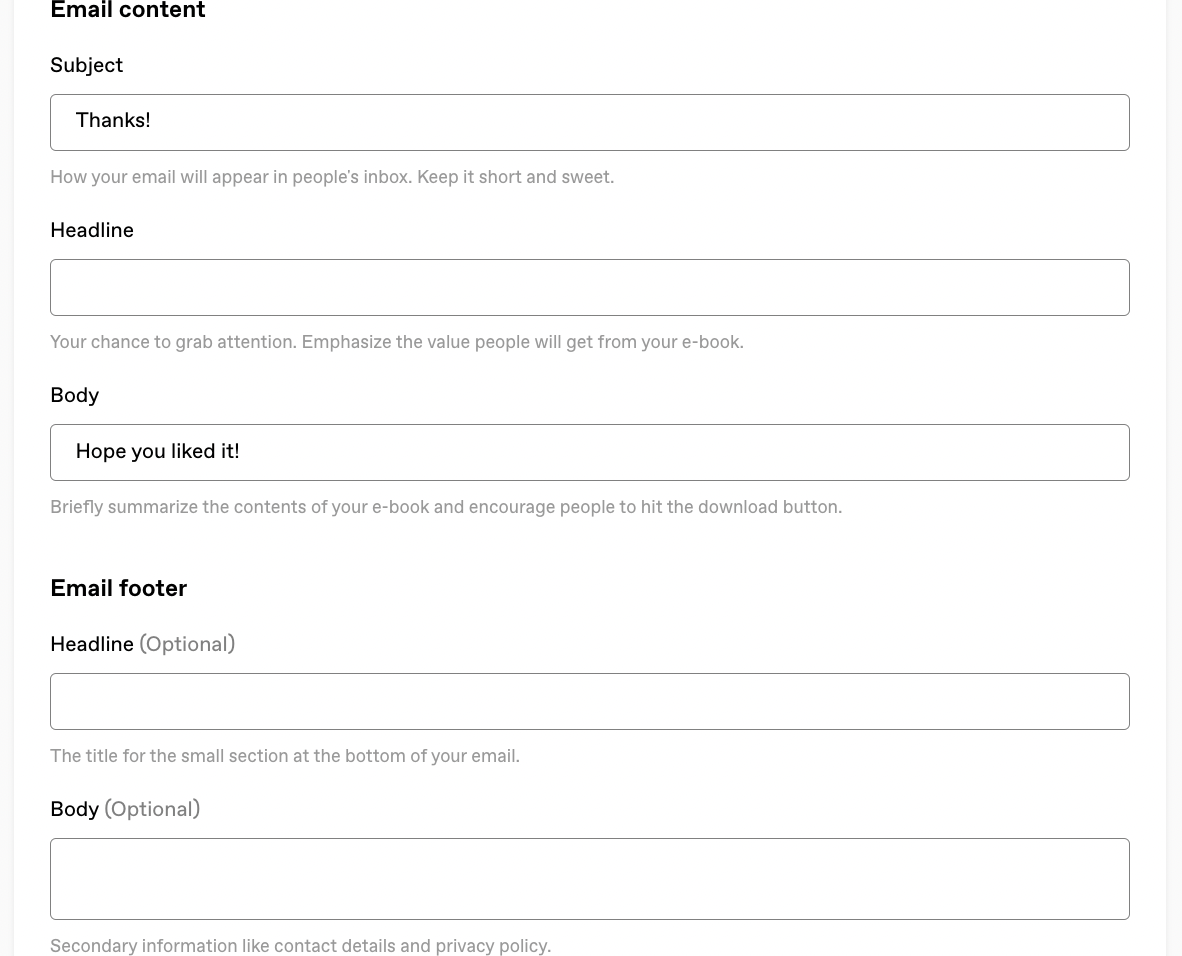 Email content
Subject
Thanks!
How your email will appear in people's inbox. Keep it short and sweet.
Headline
Your chance to grab attention. Emphasize the value people will get from your e-book.
Body
Hope you liked it!
Briefly summarize the contents of your e-book and encourage people to hit the download button.
Email footer
Headline (Optional)
The title for the small section at the bottom of your email.
Body (Optional)
Secondary information like contact details and privacy policy.